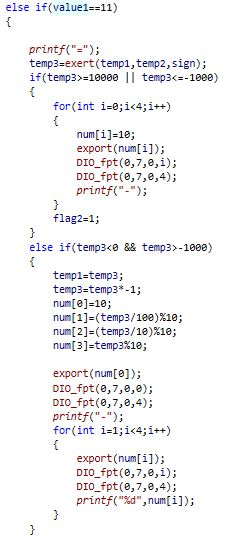 else if(value1==11)
{
printf("=");
temp3=exert(temp1,temp2,sign);
if(temp3>=10000 || temp3<=-1000)
{
for(int i=0;i<4;i++)
{
num[i]=10;
export(num[i]);
DIO_fpt(0,7,0,i);
DIO_fpt(0,7,0,4);
printf("-");
}
flag2=1;
}
else if(temp3<0 && temp3>-1000)
{
temp1=temp3;
temp3=temp3*-1;
num[0]=10;
num[1]=(temp3/100)%10;
num[2]=(temp3/10)%10;
num[3]=temp3%10;
export(num[0]);
DIO_fpt(0,7,0,0);
DIO_fpt(0,7,0,4);
printf("-");
for(int i=1;i<4;i++)
{
export(num[i]);
DIO_fpt(0,7,0,i);
DIO_fpt(0,7,0,4);
printf("%d",num[i]);
}
}